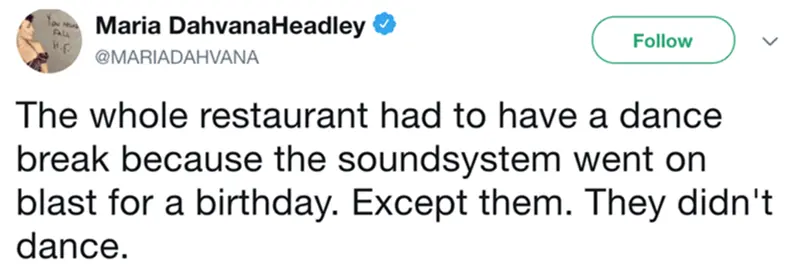 Maria DahvanaHeadley
@MARIADAHVANA
Follow
The whole restaurant had to have a dance
break because the soundsystem went on
blast for a birthday. Except them. They didn't
dance.